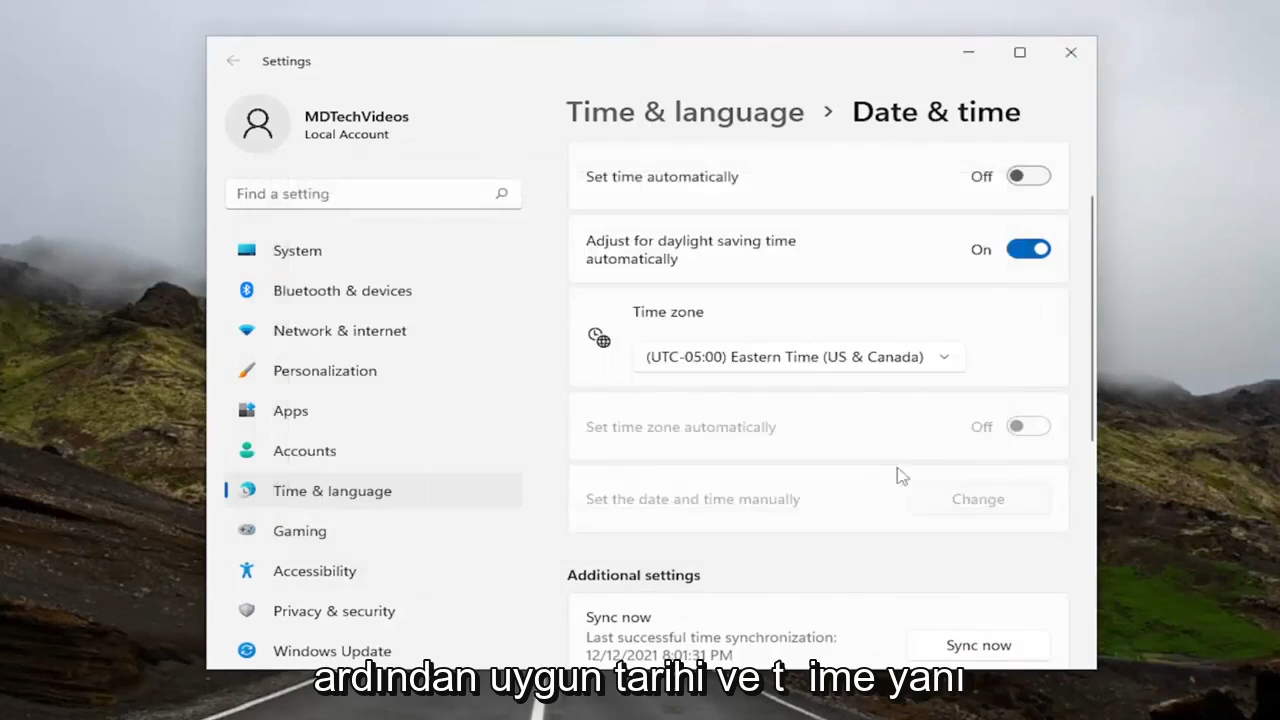 Settings
MDTechVideos
Local Account
Find a setting
System
Bluetooth & devices
Network & internet
Personalization
Apps
Accounts
Time & language
Gaming
Accessibility
Privacy & security
Windows Update
Time & language › Date & time
Set time automatically Off
Adjust for daylight saving time
automatically On
Time zone
(UTC-05:00) Eastern Time (US & Canada)
Set time zone automatically Off
Set the date and time manually Change
Additional settings
Sync now
Last successful time synchronization:
12/12/2021 8:01:31 PM
Sync now
ardından uygun tarihi ve t ime yanı